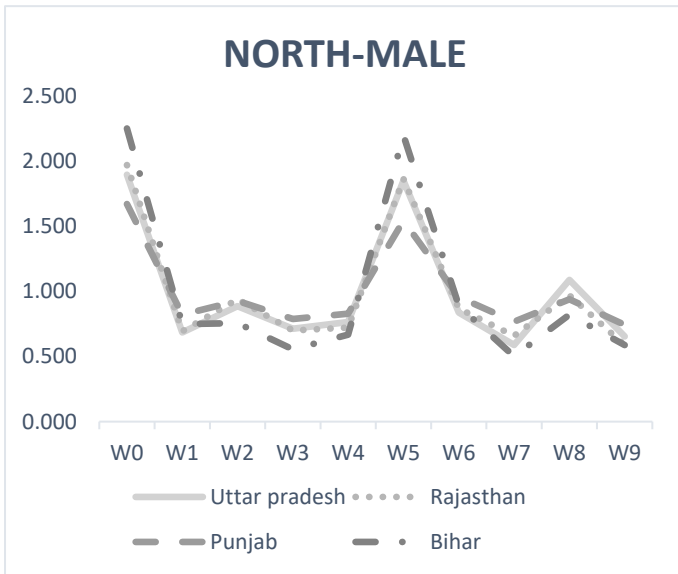 NORTH-MALE
2.500
2.000
1.500
1.000
0.500
0.000
W0 W1 W2 W3 W4 W5 W6 W7 W8 W9
Uttar pradesh Rajasthan
Punjab Bihar